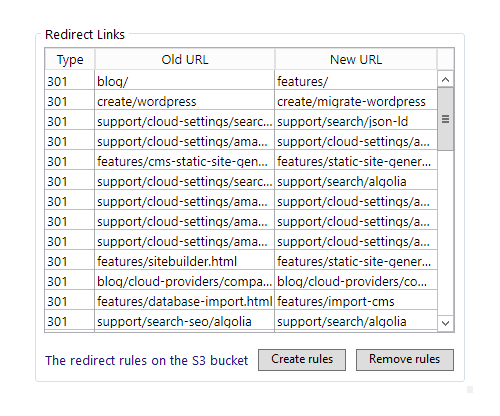 Redirect Links
Type Old URL New URL
301 blog/ features/
301 create/wordpress create/migrate-wordpress
301 support/cloud-settings/searc... support/search/json-ld
301 support/cloud-settings/ama... support/cloud-settings/a...
301 features/cms-static-site-gen... features/static-site-gener...
301 support/cloud-settings/searc... support/search/algolia
301 support/cloud-settings/ama... support/cloud-settings/a...
301 support/cloud-settings/ama... support/cloud-settings/a...
301 support/cloud-settings/ama... support/cloud-settings/a...
301 features/sitebuilder.html features/static-site-gener...
301 blog/cloud-providers/compa... blog/cloud-providers/co...
301 features/database-import.html features/import-cms
301 support/search-seo/algolia support/search/algolia
The redirect rules on the S3 bucket Create rules Remove rules